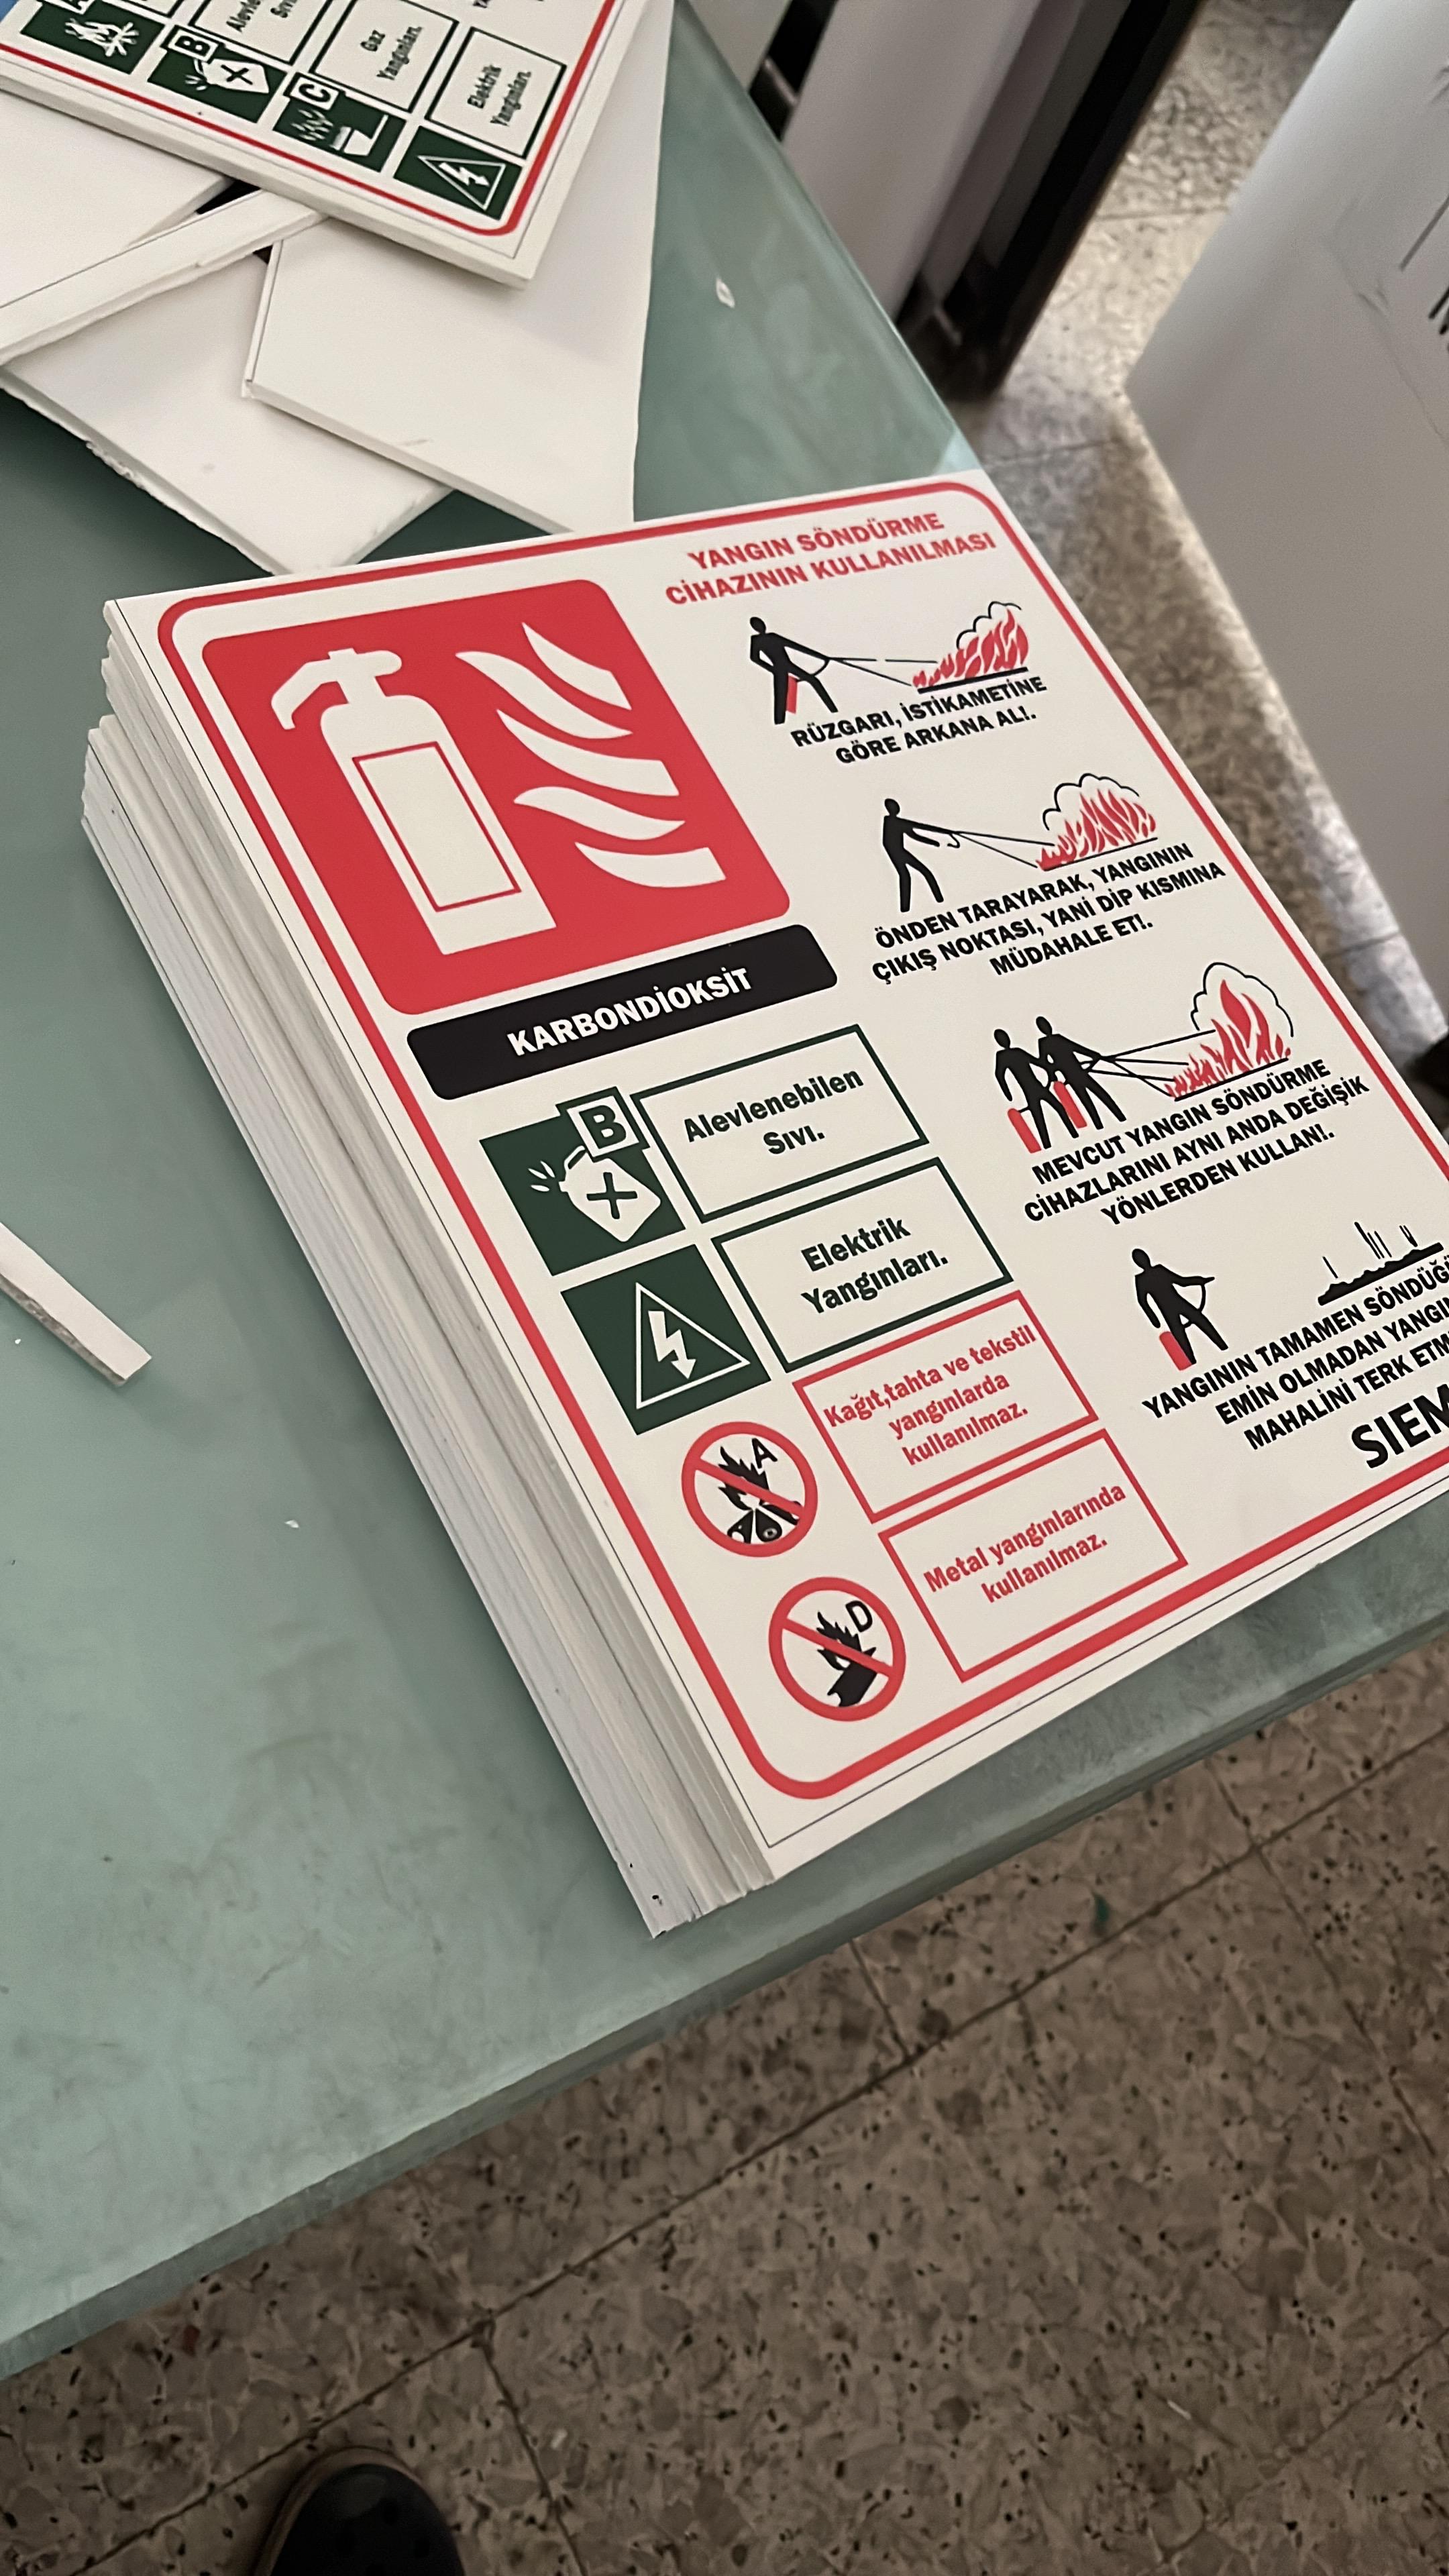 B
C
Gaz
Yangınları.
Elektrik
Yangınları.
YANGIN SÖNDÜRME
CİHAZININ KULLANILMASI
RÜZGARI, İSTİKAMETİNE
GÖRE ARKANA AL!.
ÖNDEN TARAYARAK, YANGININ
ÇIKIŞ NOKTASI, YANİ DİP KISMINA
MÜDAHALE ET!.
MEVCUT YANGIN SÖNDÜRME
CİHAZLARINI AYNI ANDA DEĞİŞİK
YÖNLERDEN KULLAN!.
YANGININ TAMAMEN
EMİN OLMADAN
MAHALİNİ TERK
KARBONDİOKSİT
B
Alevlenebilen
Sıvı.
Elektrik
Yangınları.
Kağıt,tahta ve tekstil
yangınlarda
kullanılmaz.
A
Metal yangınlarında
kullanılmaz.
D